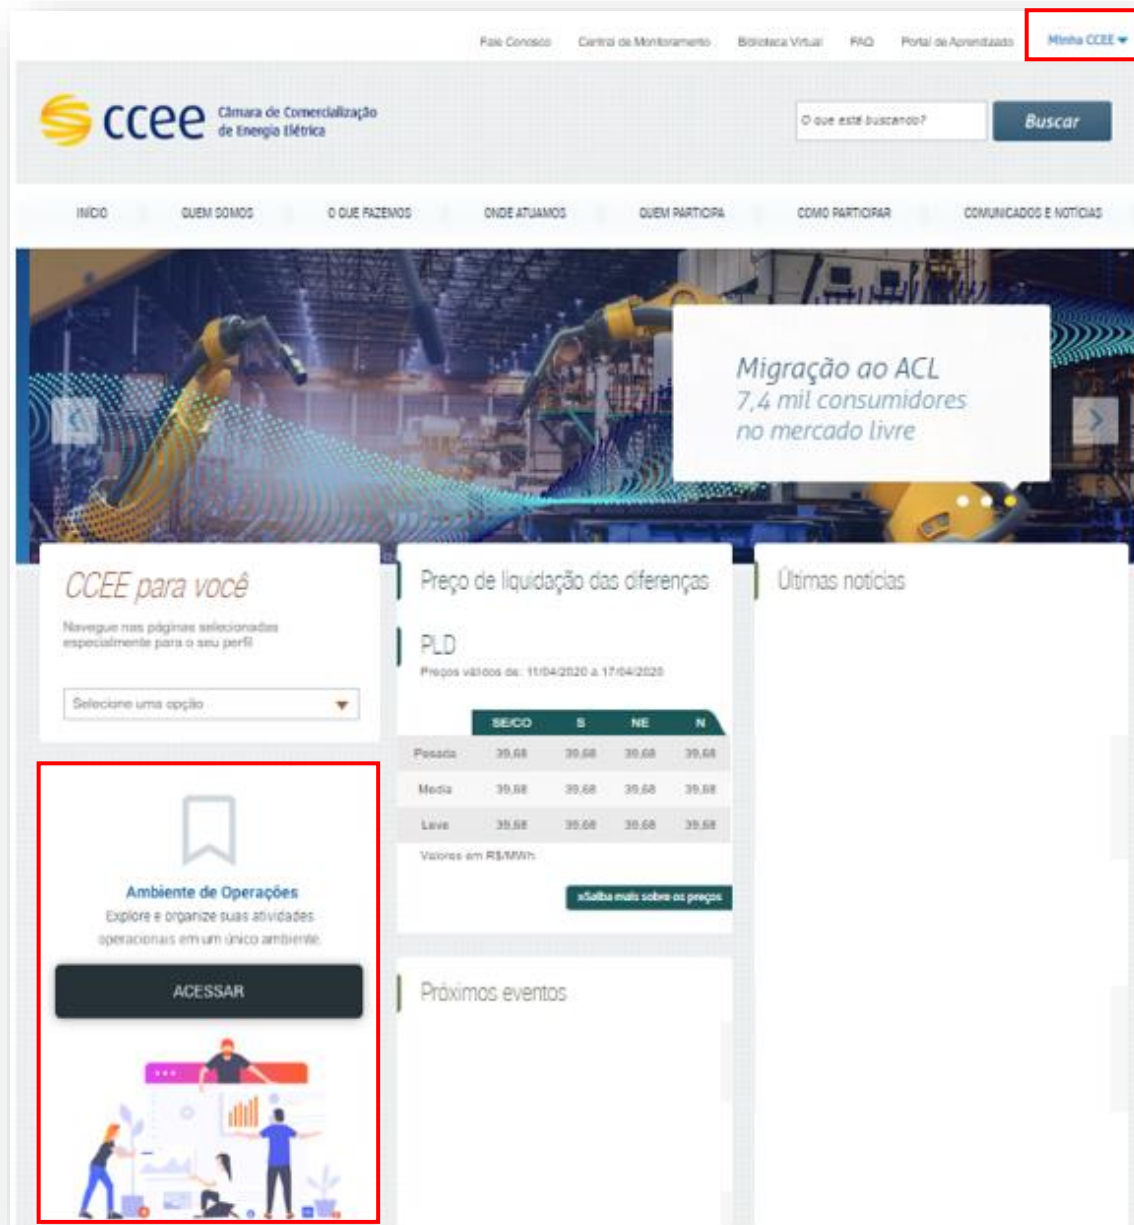 Fale Conosco Central de Monitoramento Biblioteca Virtual FAQ Portal de Aprendizado Minha CCEE
ccee Câmara de Comercialização
de Energia Elétrica
O que está buscando? Buscar
INÍCIO QUEM SOMOS O QUE FAZEMOS ONDE ATUAMOS QUEM PARTICIPA COMO PARTICIPAR COMUNICADOS E NOTÍCIAS
Migração ao ACL
7,4 mil consumidores
no mercado livre
CCEE para você
Navegue nas páginas selecionadas
especialmente para o seu perfil
Selecione uma opção
Ambiente de Operações
Explore e organize suas atividades
operacionais em um único ambiente.
ACESSAR
Preço de liquidação das diferenças
PLD
Preços válidos de: 11/04/2020 a 17/04/2020
SE/CO S NE N
Pesada 39,68 39,68 39,68 39,68
Media 39,68 39,68 39,68 39,68
Leve 39,68 39,68 39,68 39,68
Valores em R$/MWh
»Saiba mais sobre os preços
Próximos eventos
Últimas notícias